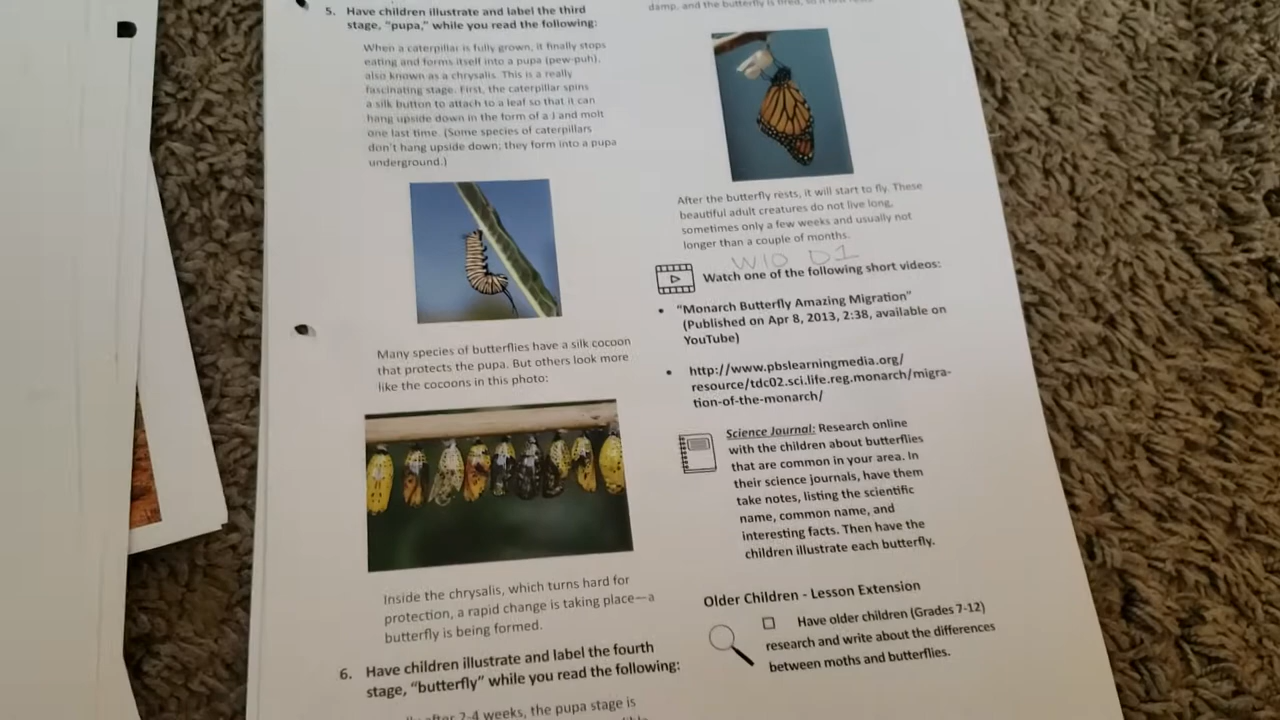 5. Have children illustrate and label the third
stage, "pupa," while you read the following:
When a caterpillar is fully grown, it finally stops
eating and forms itself into a pupa (pew-puh),
also known as a chrysalis. This is a really
fascinating stage. First, the caterpillar spins
a silk button to attach to a leaf so that it can
hang upside down in the form of a J and molt
one last time. (Some species of caterpillars
don't hang upside down; they form into a pupa
underground.)
Many species of butterflies have a silk cocoon
that protects the pupa. But others look more
like the cocoons in this photo:
Inside the chrysalis, which turns hard for
protection, a rapid change is taking place—a
butterfly is being formed.
6. Have children illustrate and label the fourth
stage, "butterfly" while you read the following:
after 2-4 weeks, the pupa stage is
damp, and the butterfly is tired, so it
After the butterfly rests, it will start to fly. These
beautiful adult creatures do not live long,
sometimes only a few weeks and usually not
longer than a couple of months.
W10 D1
Watch one of the following short videos:
• "Monarch Butterfly Amazing Migration"
(Published on Apr 8, 2013, 2:38, available on
YouTube)
• http://www.pbslearningmedia.org/
resource/tdc02.sci.life.reg.monarch/migra-
tion-of-the-monarch/
Science Journal: Research online
with the children about butterflies
that are common in your area. In
their science journals, have them
take notes, listing the scientific
name, common name, and
interesting facts. Then have the
children illustrate each butterfly.
Older Children - Lesson Extension
Have older children (Grades 7-12)
research and write about the differences
between moths and butterflies.